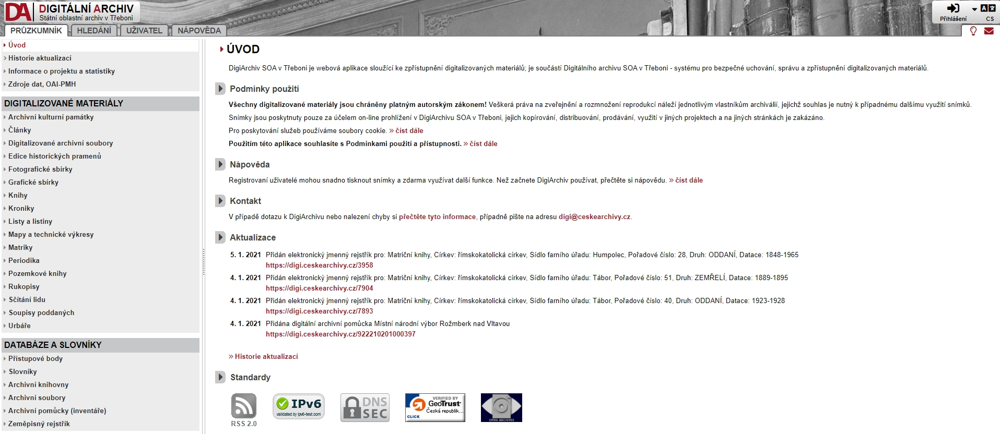 DA DIGITÁLNÍ ARCHIV
Státní oblastní archiv v Třeboni
Přihlášení
CS
PRŮZKUMNÍK
HLEDÁNÍ
UŽIVATEL
NÁPOVĚDA
Úvod
Historie aktualizací
Informace o projektu a statistiky
Zdroje dat, OAI-PMH
DIGITALIZOVANÉ MATERIÁLY
Archivní kulturní památky
Články
Digitalizované archivní soubory
Edice historických pramenů
Fotografické sbírky
Grafické sbírky
Knihy
Kroniky
Listy a listiny
Mapy a technické výkresy
Matriky
Periodika
Pozemkové knihy
Rukopisy
Sčítání lidu
Soupisy poddaných
Urbáře
DATABÁZE A SLOVNÍKY
Přístupové body
Slovníky
Archivní knihovny
Archivní soubory
Archivní pomůcky (inventáře)
Zeměpisný rejstřík
ÚVOD
DigiArchiv SOA v Třeboni je webová aplikace sloužící ke zpřístupnění digitalizovaných materiálů; je součástí Digitálního archivu SOA v Třeboni - systému pro bezpečné uchování, správu a zpřístupnění digitalizovaných materiálů.
Podmínky použití
Všechny digitalizované materiály jsou chráněny platným autorským zákonem! Veškerá práva na zveřejnění a rozmnožení reprodukcí náleží jednotlivým vlastníkům archiválií, jejichž souhlas je nutný k případnému dalšímu využití snímků.
Snímky jsou poskytnuty pouze za účelem on-line prohlížení v DigiArchivu SOA v Třeboni, jejich kopírování, distribuování, prodávání, využití v jiných projektech a na jiných stránkách je zakázáno.
Pro poskytování služeb používáme soubory cookie. » číst dále
Použitím této aplikace souhlasíte s Podmínkami použití a přístupnosti. » číst dále
Nápověda
Registrovaní uživatelé mohou snadno tisknout snímky a zdarma využívat další funkce. Než začnete DigiArchiv používat, přečtěte si nápovědu. » číst dále
Kontakt
V případě dotazu k DigiArchivu nebo nalezení chyby si přečtěte tyto informace, případně pište na adresu digi@ceskearchivy.cz.
Aktualizace
5. 1. 2021 Přidán elektronický jmenný rejstřík pro: Matriční knihy, Církev: římskokatolická církev, Sídlo farního úřadu: Humpolec, Pořadové číslo: 28, Druh: ODDANÍ, Datace: 1848-1965
https://digi.ceskearchivy.cz/3958
4. 1. 2021 Přidán elektronický jmenný rejstřík pro: Matriční knihy, Církev: římskokatolická církev, Sídlo farního úřadu: Tábor, Pořadové číslo: 51, Druh: ZEMŘELÍ, Datace: 1889-1895
https://digi.ceskearchivy.cz/7904
4. 1. 2021 Přidán elektronický jmenný rejstřík pro: Matriční knihy, Církev: římskokatolická církev, Sídlo farního úřadu: Tábor, Pořadové číslo: 40, Druh: ODDANÍ, Datace: 1923-1928
https://digi.ceskearchivy.cz/7893
4. 1. 2021 Přidána digitální archivní pomůcka Místní národní výbor Rožmberk nad Vltavou
https://digi.ceskearchivy.cz/922210201000397
» Historie aktualizací
Standardy
RSS 2.0
IPv6
validated by ipv6-test.com
DNS
SEC
VERIFIED BY
GeoTrust
Česká republik...
CLICK
OPEN ARCHIVES